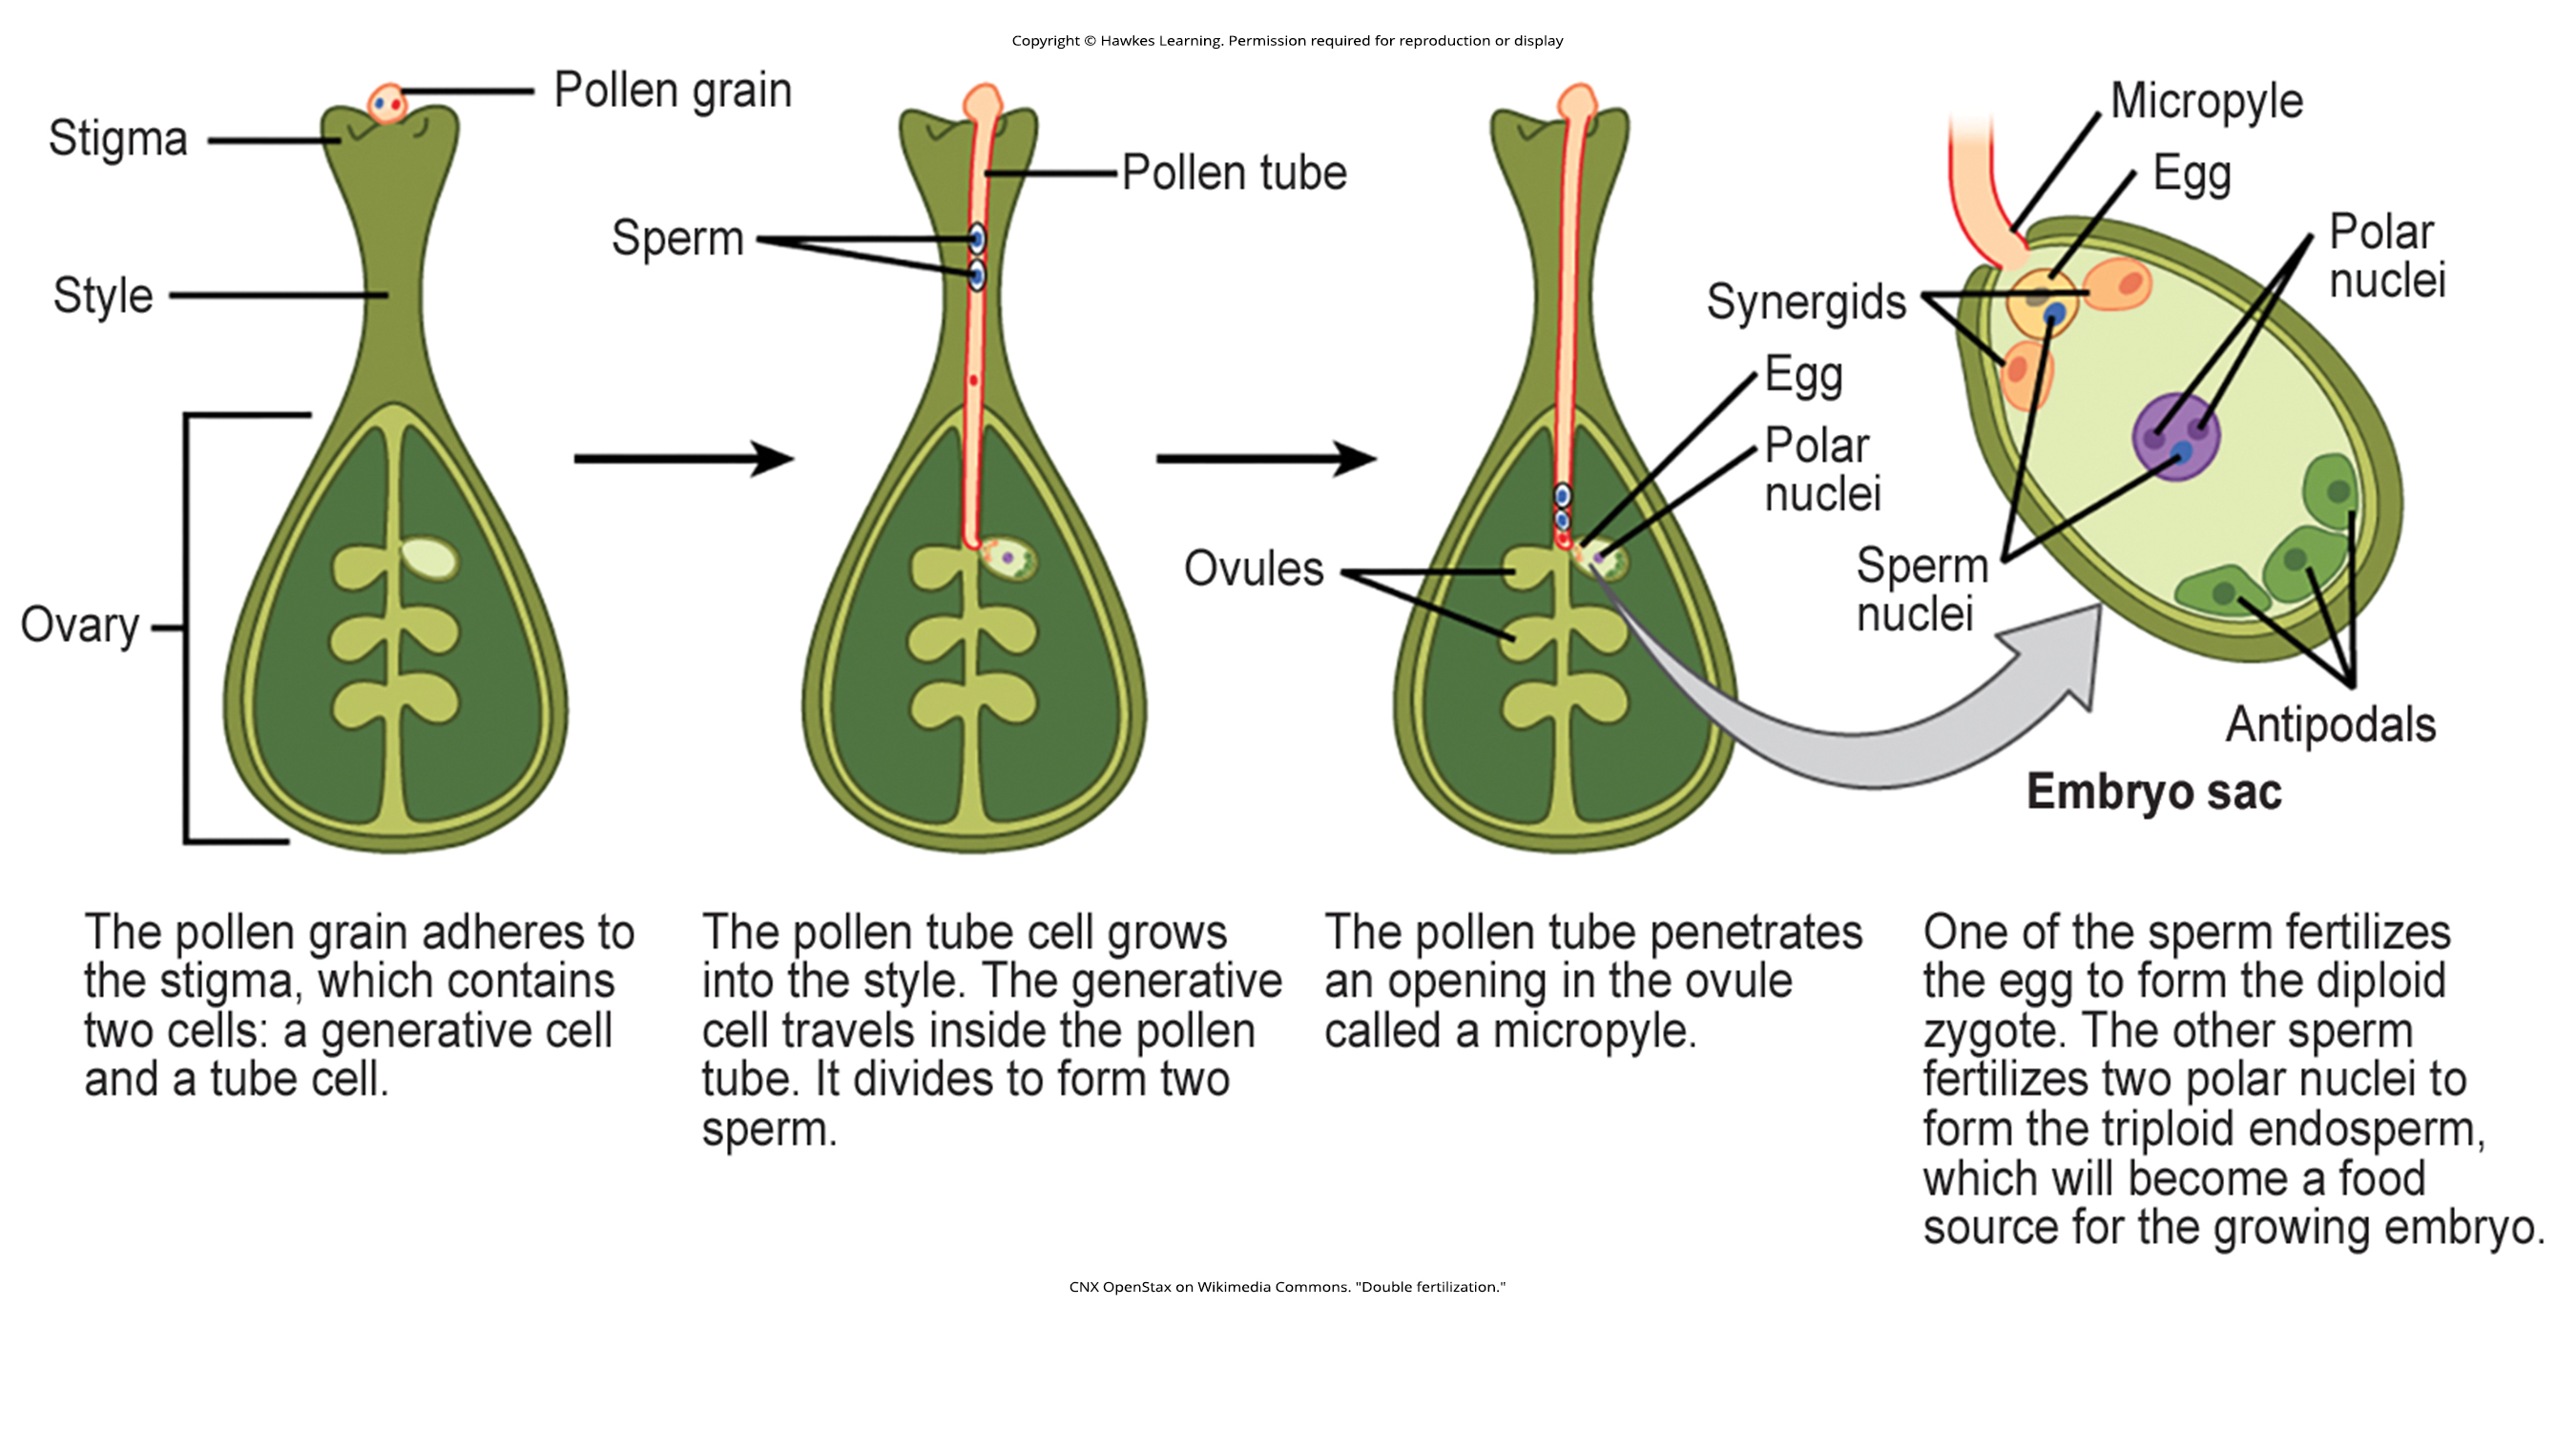 Copyright © Hawkes Learning. Permission required for reproduction or display
Pollen grain
Stigma
Style
Ovary
Pollen tube
Sperm
Egg
Polar
nuclei
Ovules
Micropyle
Egg
Polar
nuclei
Synergids
Sperm
nuclei
Antipodals
Embryo sac
The pollen grain adheres to
the stigma, which contains
two cells: a generative cell
and a tube cell.
The pollen tube cell grows
into the style. The generative
cell travels inside the pollen
tube. It divides to form two
sperm.
The pollen tube penetrates
an opening in the ovule
called a micropyle.
One of the sperm fertilizes
the egg to form the diploid
zygote. The other sperm
fertilizes two polar nuclei to
form the triploid endosperm,
which will become a food
source for the growing embryo.
CNX OpenStax on Wikimedia Commons. "Double fertilization."